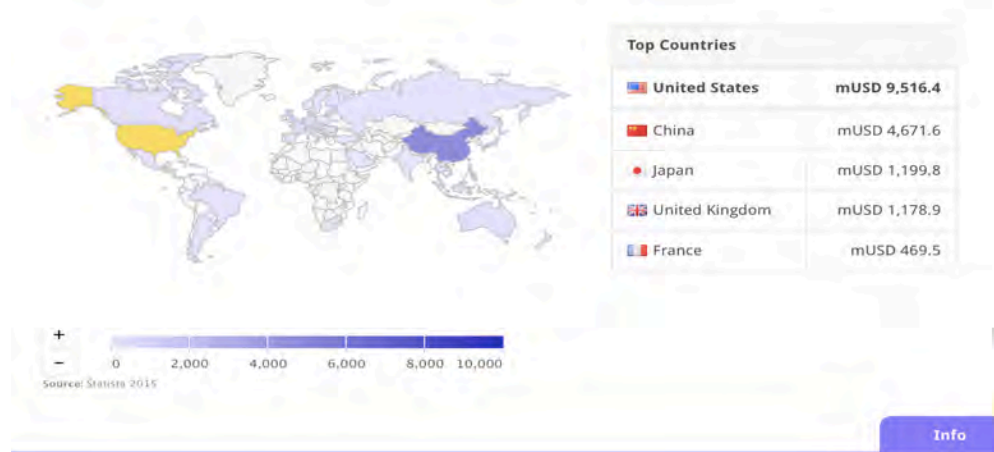 Top Countries
United States mUSD 9,516.4
China mUSD 4,671.6
Japan mUSD 1,199.8
United Kingdom mUSD 1,178.9
France mUSD 469.5
+
−
0 2,000 4,000 6,000 8,000 10,000
Source: Statista 2015
Info